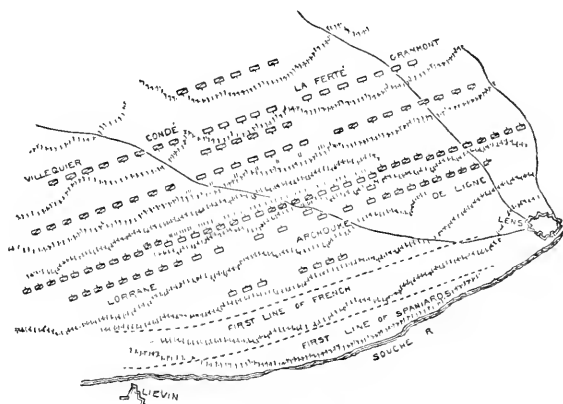 GRAMMONT
LA FERTÉ
CONDÉ
VILLEQUIER
DE LIGNE
LENS
ARCHDUKE
LORRANE
FIRST LINE OF FRENCH
FIRST LINE OF SPANIARDS
SOUCHE R
LIEVIN